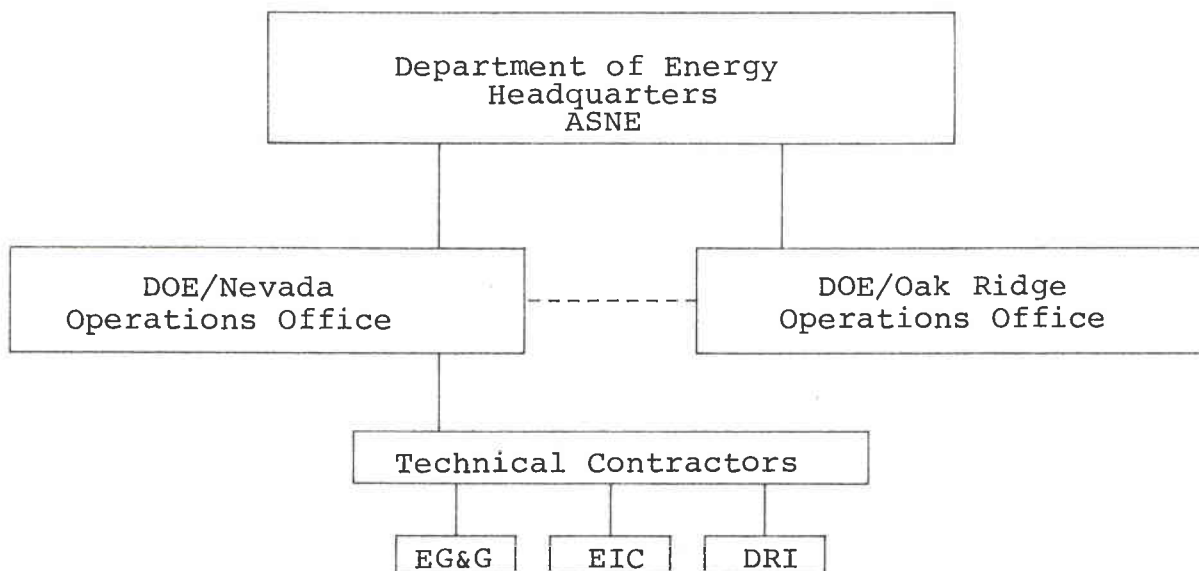 Department of Energy
Headquarters
ASNE
DOE/Nevada
Operations Office
DOE/Oak Ridge
Operations Office
Technical Contractors
EG&G
EIC
DRI